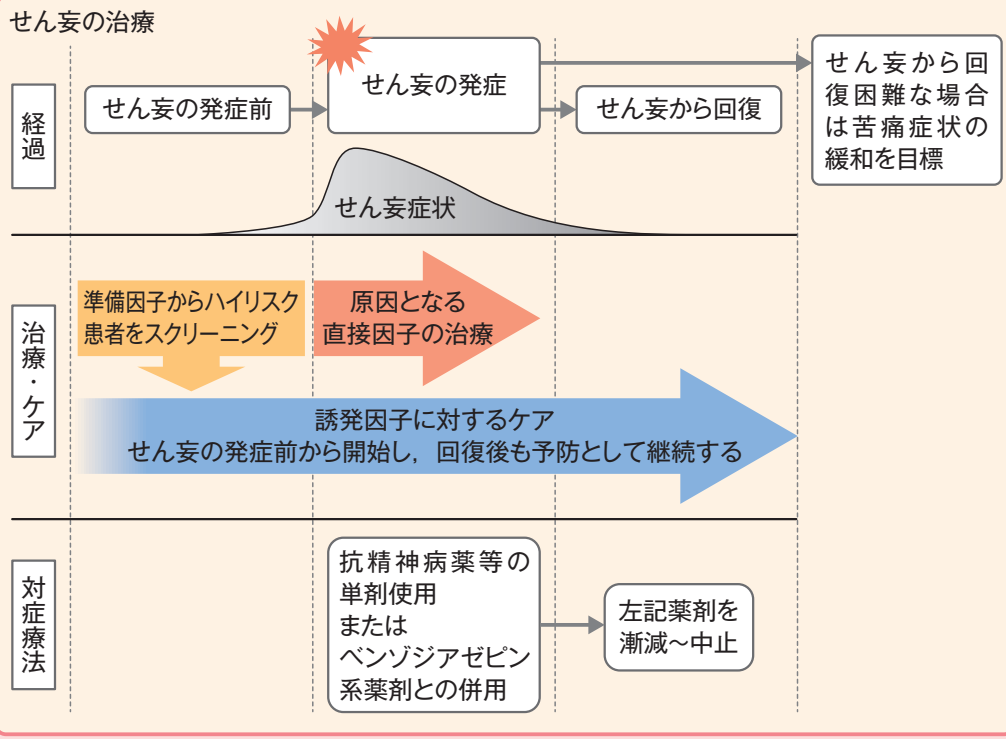 せん妄の治療
経過
せん妄の発症前
せん妄の発症
せん妄から回復
せん妄から回
復困難な場合
は苦痛症状の
緩和を目標
せん妄症状
治療・ケア
準備因子からハイリスク
患者をスクリーニング
原因となる
直接因子の治療
誘発因子に対するケア
せん妄の発症前から開始し，回復後も予防として継続する
対症療法
抗精神病薬等の
単剤使用
または
ベンゾジアゼピン
系薬剤との併用
左記薬剤を
漸減～中止